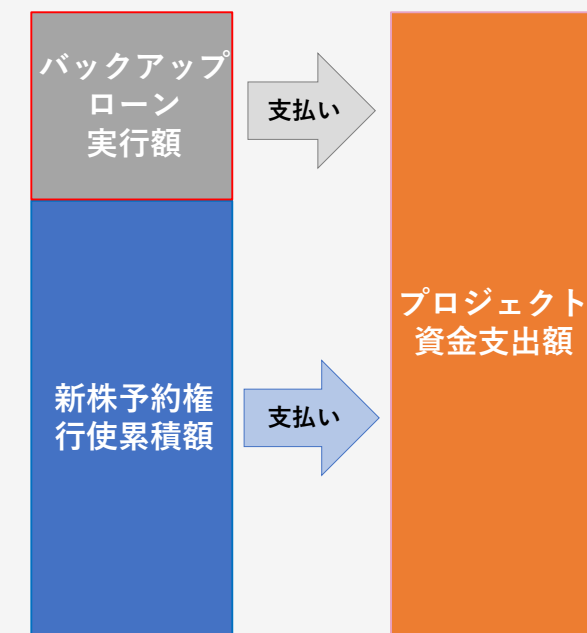 バックアップ
ローン
実行額
支払い
プロジェクト
資金支出額
新株予約権
行使累積額
支払い